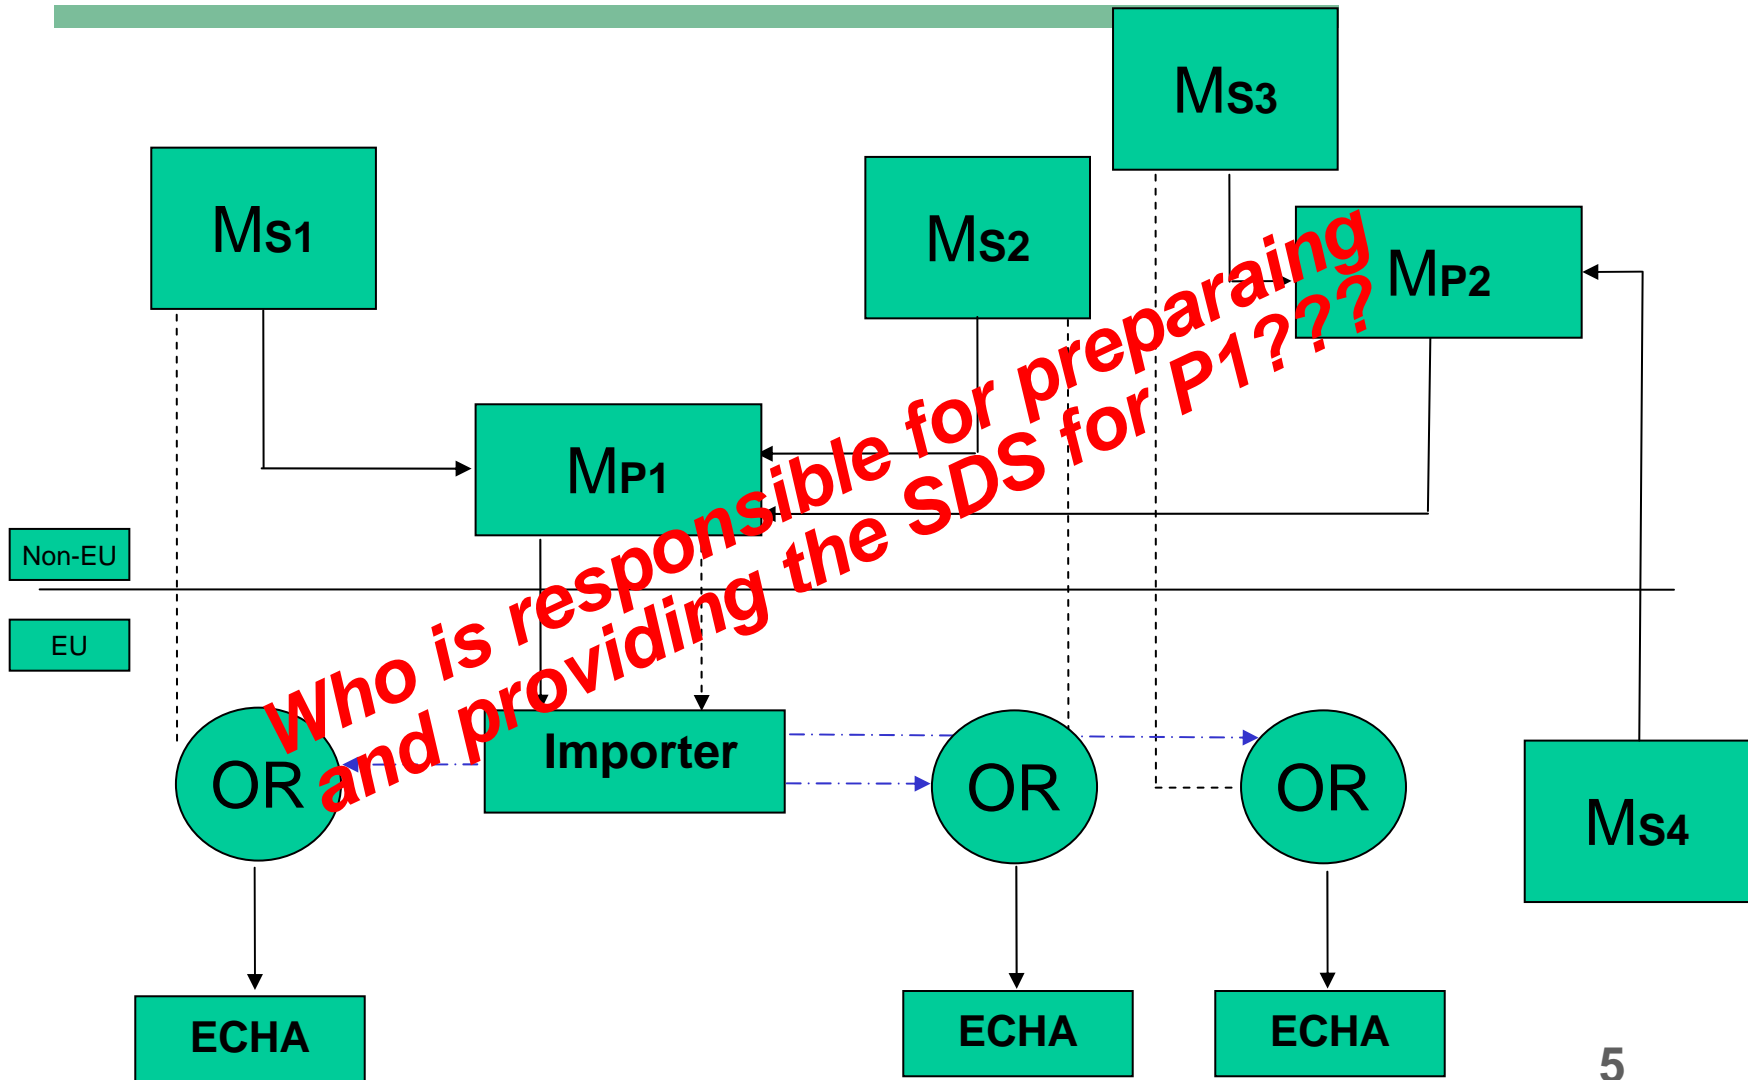 MS3
MS1
MS2
MP2
MP1
Who is responsible for preparaing
and providing the SDS for P1???
Non-EU
EU
OR
Importer
OR
OR
MS4
ECHA
ECHA
ECHA
5